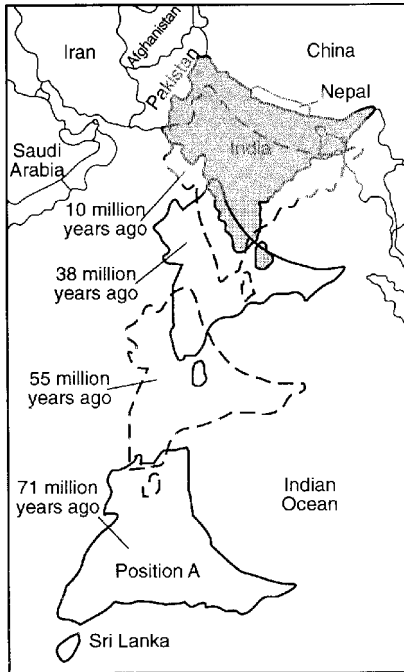 Iran
Afghanistan
China
Pakistan
Nepal
India
Saudi
Arabia
10 million
years ago
38 million
years ago
55 million
years ago
71 million
years ago
Indian
Ocean
Position A
Sri Lanka